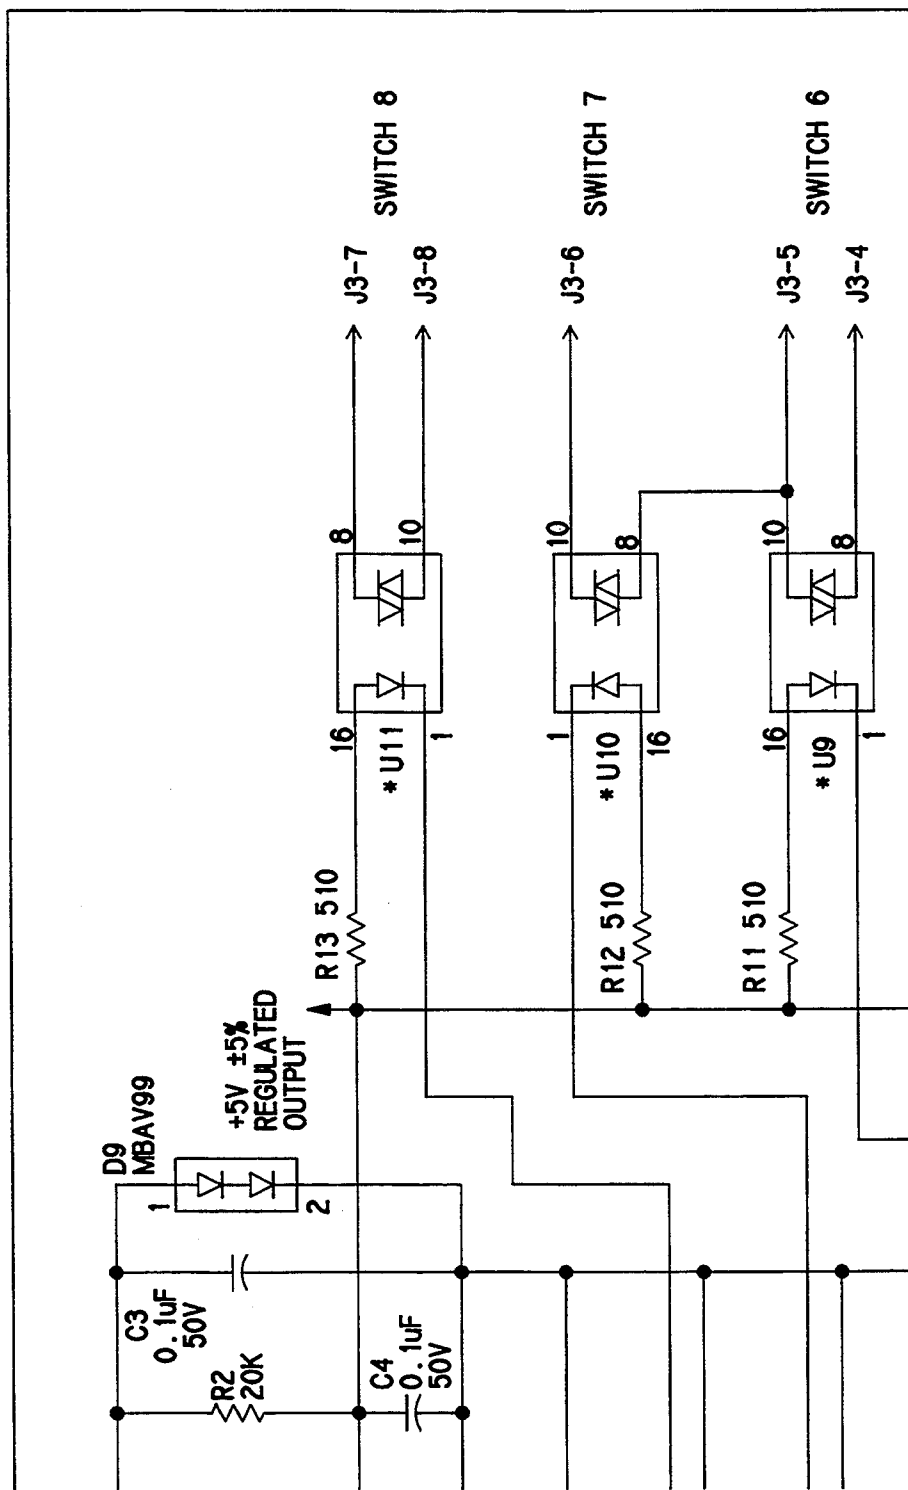 SWITCH 8
SWITCH 7
SWITCH 6
J3-7
J3-8
J3-6
J3-5
J3-4
8
10
10
8
10
8
16
1
1
16
16
1
*U11
*U10
*U9
R13 510
R12 510
R11 510
+5V ±5%
REGULATED
OUTPUT
D9
MBAV99
1
2
C3
0.1uF
50V
R2
20K
C4
0.1uF
50V